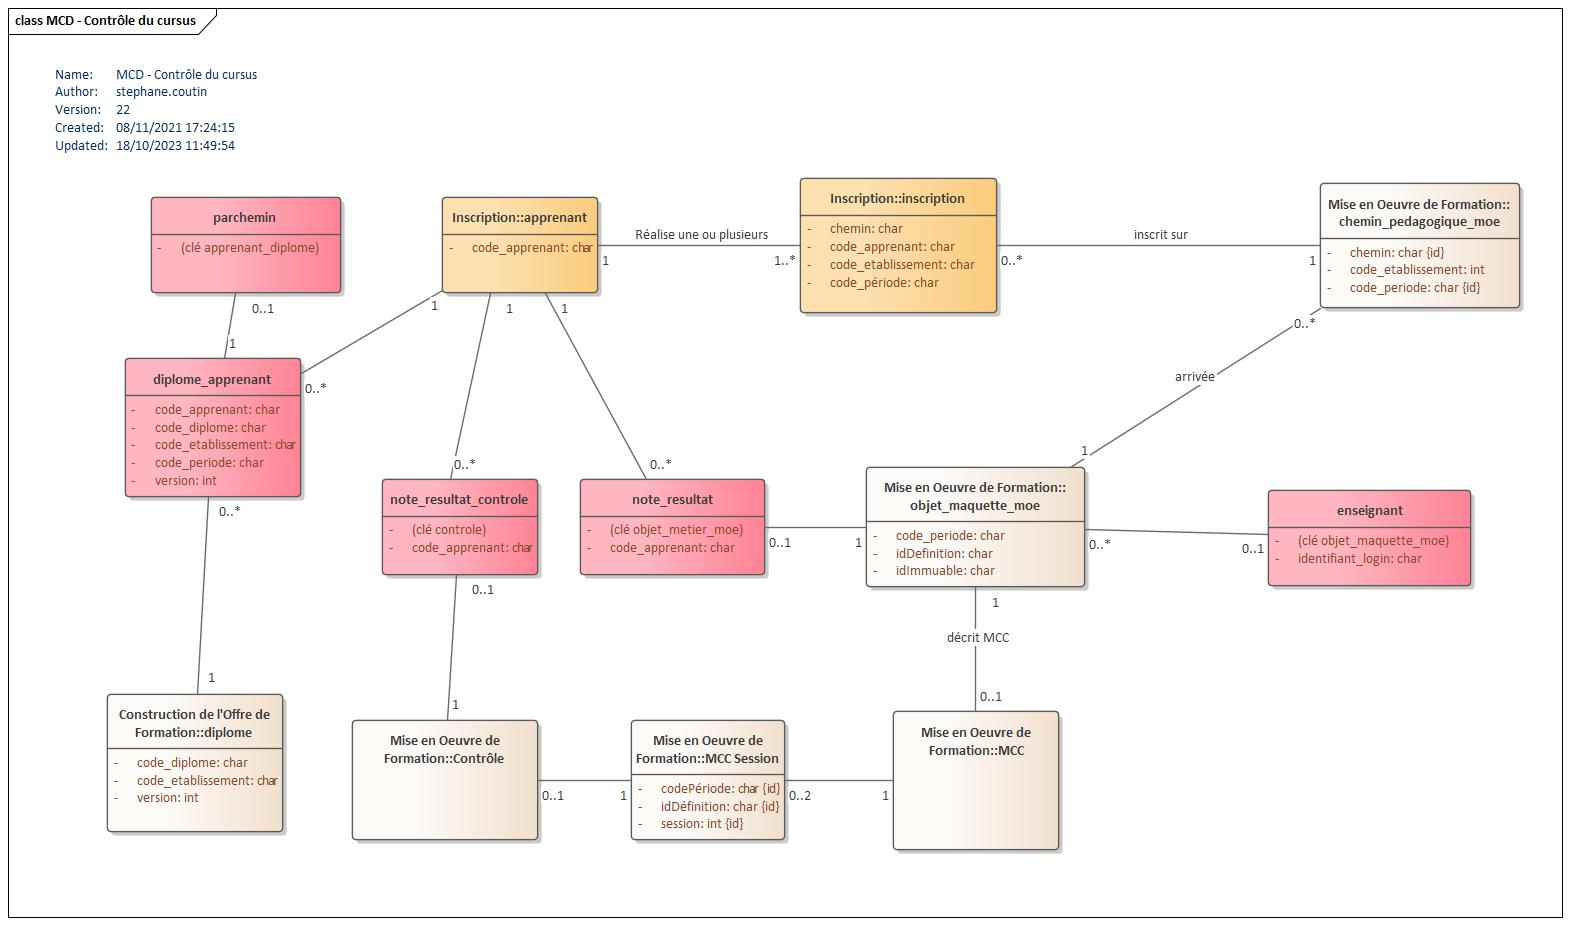 class MCD - Contrôle du cursus
Name: MCD - Contrôle du cursus
Author: stephane.coutin
Version: 22
Created: 08/11/2021 17:24:15
Updated: 18/10/2023 11:49:54
parchemin
- (clé apprenant_diplome)
Inscription::apprenant
- code_apprenant: char
Réalise une ou plusieurs
1
1..*
Inscription::inscription
- chemin: char
- code_apprenant: char
- code_etablissement: char
- code_période: char
inscrit sur
0..*
1
Mise en Oeuvre de Formation::
chemin_pedagogique_moe
- chemin: char {id}
- code_etablissement: int
- code_periode: char {id}
0..1
1
1
0..*
1
0..*
1
0..*
0..*
arrivée
1
diplome_apprenant
- code_apprenant: char
- code_diplome: char
- code_etablissement: char
- code_periode: char
- version: int
note_resultat_controle
- (clé controle)
- code_apprenant: char
note_resultat
- (clé objet_metier_moe)
- code_apprenant: char
0..1
1
Mise en Oeuvre de Formation::
objet_maquette_moe
- code_periode: char
- idDefinition: char
- idImmuable: char
0..*
0..1
enseignant
- (clé objet_maquette_moe)
- identifiant_login: char
0..*
1
0..1
1
1
décrit MCC
0..1
Construction de l'Offre de
Formation::diplome
- code_diplome: char
- code_etablissement: char
- version: int
Mise en Oeuvre de
Formation::Contrôle
0..1
1
Mise en Oeuvre de
Formation::MCC Session
- codePériode: char {id}
- idDéfinition: char {id}
- session: int {id}
0..2
1
Mise en Oeuvre de
Formation::MCC